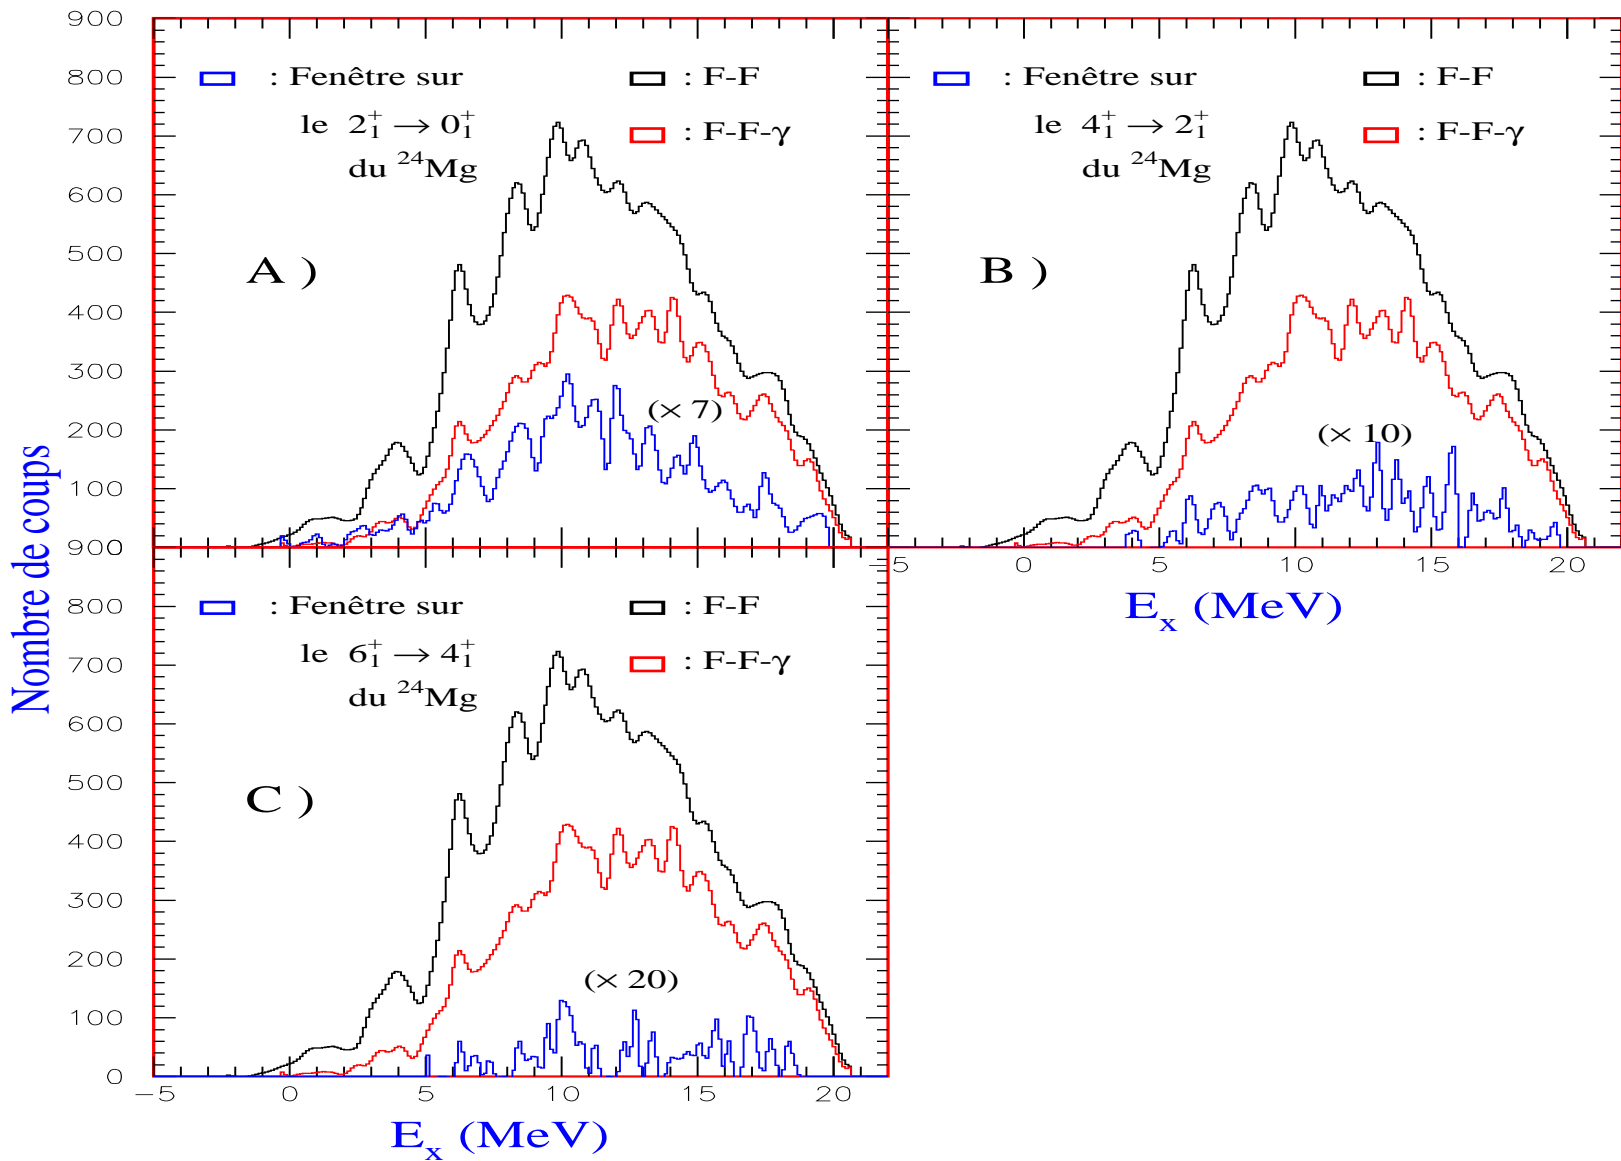 Nombre de coups
900
800
700
600
500
400
300
200
100
: Fenêtre sur
le 2₁⁺ → 0₁⁺
du ²⁴Mg
: F-F
: F-F-γ
A )
(× 7)
: Fenêtre sur
le 4₁⁺ → 2₁⁺
du ²⁴Mg
: F-F
: F-F-γ
B )
(× 10)
-5 0 5 10 15 20
Eₓ (MeV)
900
800
700
600
500
400
300
200
100
0
: Fenêtre sur
le 6₁⁺ → 4₁⁺
du ²⁴Mg
: F-F
: F-F-γ
C )
(× 20)
-5 0 5 10 15 20
Eₓ (MeV)